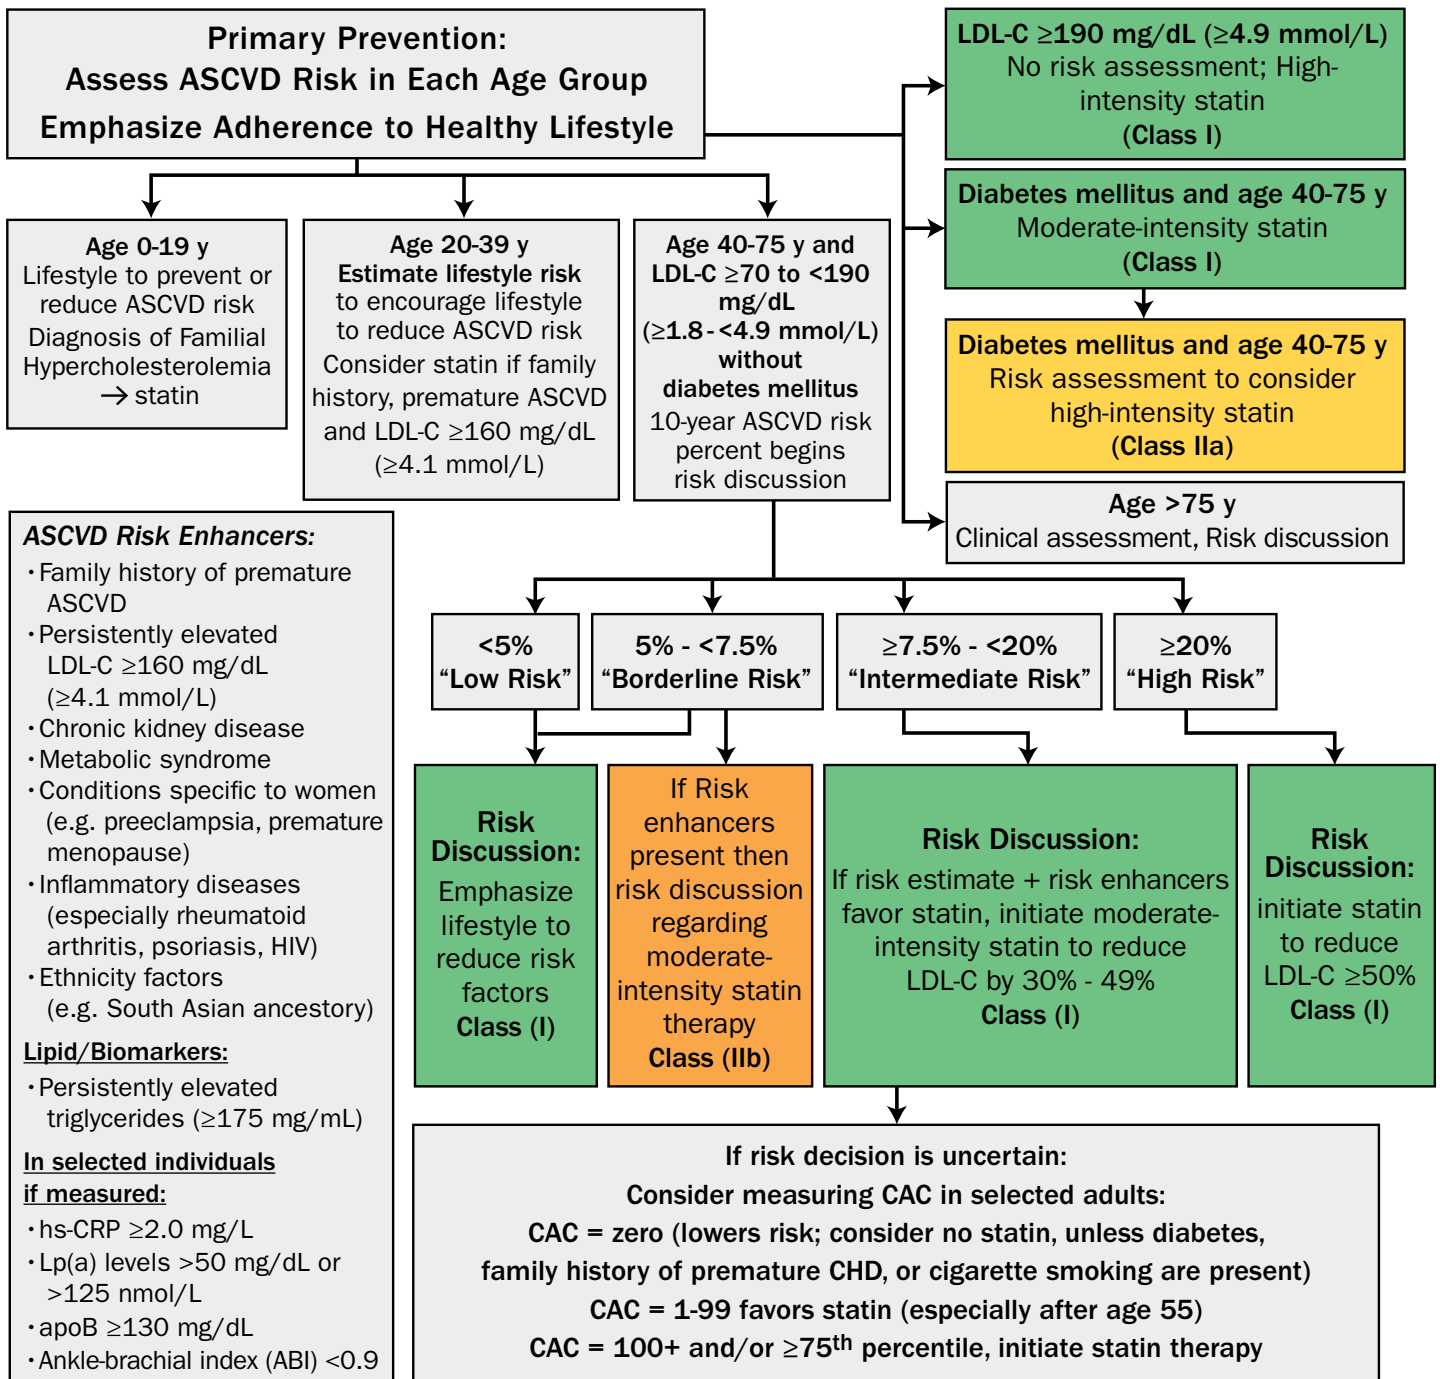 Primary Prevention:
Assess ASCVD Risk in Each Age Group
Emphasize Adherence to Healthy Lifestyle
LDL-C ≥190 mg/dL (≥4.9 mmol/L)
No risk assessment; High-
intensity statin
(Class I)
Diabetes mellitus and age 40-75 y
Moderate-intensity statin
(Class I)
Diabetes mellitus and age 40-75 y
Risk assessment to consider
high-intensity statin
(Class IIa)
Age >75 y
Clinical assessment, Risk discussion
Age 0-19 y
Lifestyle to prevent or
reduce ASCVD risk
Diagnosis of Familial
Hypercholesterolemia
→ statin
Age 20-39 y
Estimate lifestyle risk
to encourage lifestyle
to reduce ASCVD risk
Consider statin if family
history, premature ASCVD
and LDL-C ≥160 mg/dL
(≥4.1 mmol/L)
Age 40-75 y and
LDL-C ≥70 to <190
mg/dL
(≥1.8 - <4.9 mmol/L)
without
diabetes mellitus
10-year ASCVD risk
percent begins
risk discussion
ASCVD Risk Enhancers:
· Family history of premature
ASCVD
· Persistently elevated
LDL-C ≥160 mg/dL
(≥4.1 mmol/L)
· Chronic kidney disease
· Metabolic syndrome
· Conditions specific to women
(e.g. preeclampsia, premature
menopause)
· Inflammatory diseases
(especially rheumatoid
arthritis, psoriasis, HIV)
· Ethnicity factors
(e.g. South Asian ancestory)
Lipid/Biomarkers:
· Persistently elevated
triglycerides (≥175 mg/mL)
In selected individuals
if measured:
· hs-CRP ≥2.0 mg/L
· Lp(a) levels >50 mg/dL or
>125 nmol/L
· apoB ≥130 mg/dL
· Ankle-brachial index (ABI) <0.9
<5%
“Low Risk”
5% - <7.5%
“Borderline Risk”
≥7.5% - <20%
“Intermediate Risk”
≥20%
“High Risk”
Risk
Discussion:
Emphasize
lifestyle to
reduce risk
factors
Class (I)
If Risk
enhancers
present then
risk discussion
regarding
moderate-
intensity statin
therapy
Class (IIb)
Risk Discussion:
If risk estimate + risk enhancers
favor statin, initiate moderate-
intensity statin to reduce
LDL-C by 30% - 49%
Class (I)
Risk
Discussion:
initiate statin
to reduce
LDL-C ≥50%
Class (I)
If risk decision is uncertain:
Consider measuring CAC in selected adults:
CAC = zero (lowers risk; consider no statin, unless diabetes,
family history of premature CHD, or cigarette smoking are present)
CAC = 1-99 favors statin (especially after age 55)
CAC = 100+ and/or ≥75th percentile, initiate statin therapy